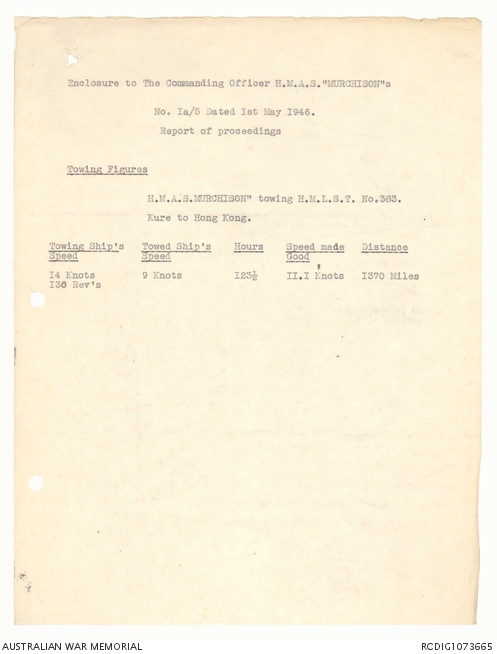 Enclosure to The Commanding Officer H.M.A.S."MURCHISON"s
No. Ia/5 Dated Ist May I946.
Report of proceedings
Towing Figures
H.M.A.S.MURCHISON" towing H.M.L.S.T. No.383.
Kure to Hong Kong.
Towing Ship's Speed Towed Ship's Speed Hours Speed made Good Distance
I4 Knots 9 Knots I23½ II.I Knots I370 Miles
I30 Rev's
AUSTRALIAN WAR MEMORIAL
RCDIG1073665